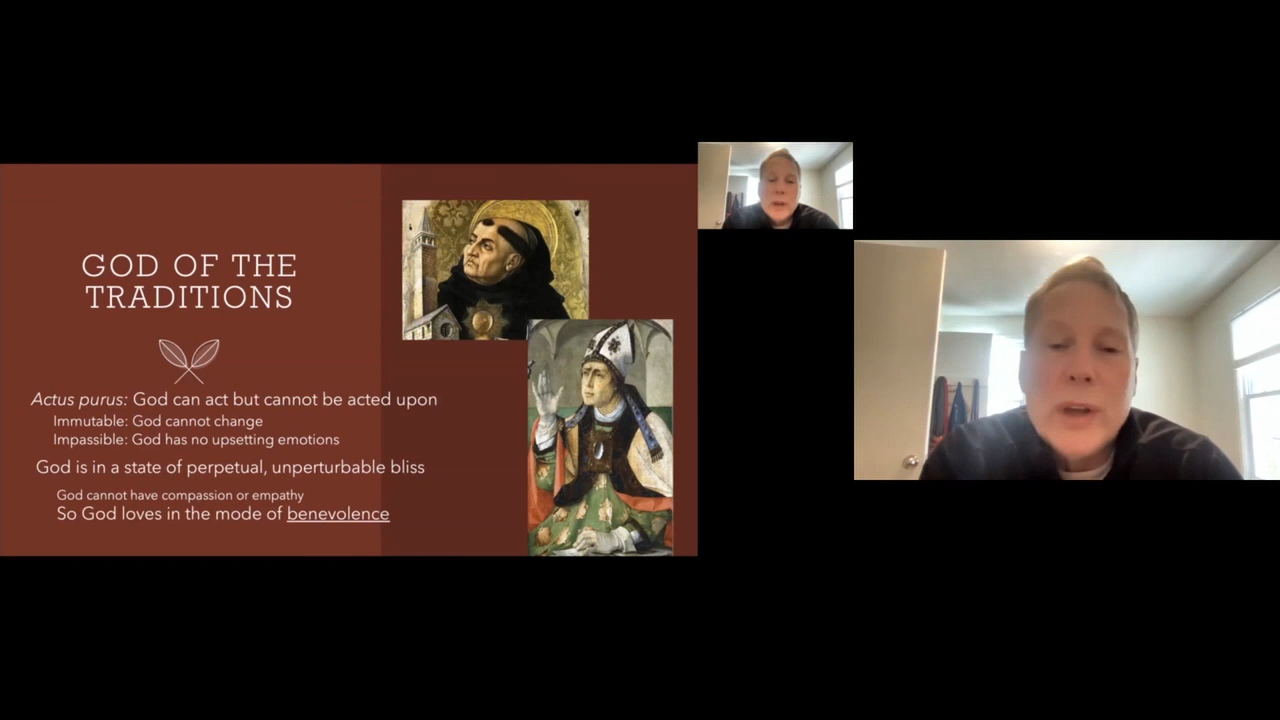 GOD OF THE
TRADITIONS
Actus purus: God can act but cannot be acted upon
Immutable: God cannot change
Impassible: God has no upsetting emotions
God is in a state of perpetual, unperturbable bliss
God cannot have compassion or empathy
So God loves in the mode of benevolence